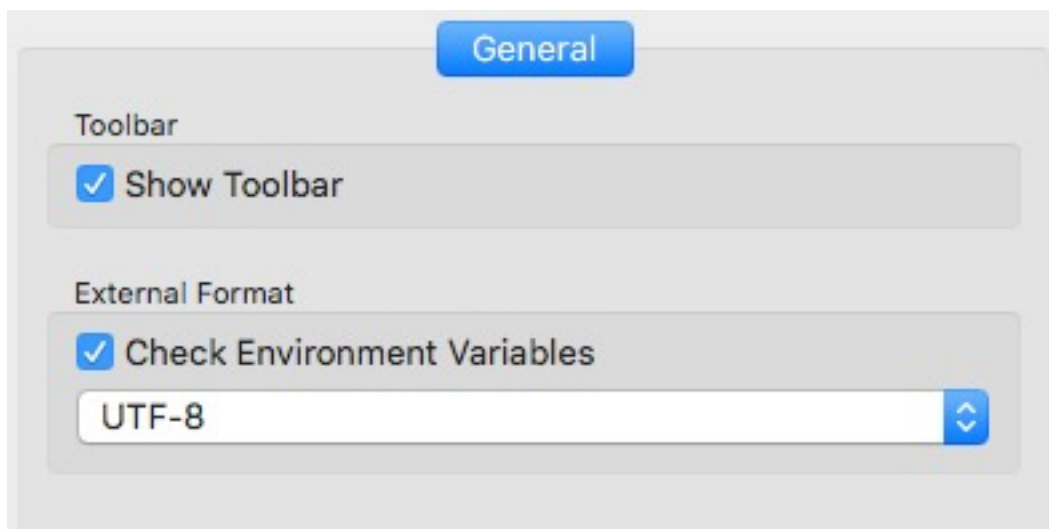 General
Toolbar
Show Toolbar
External Format
Check Environment Variables
UTF-8